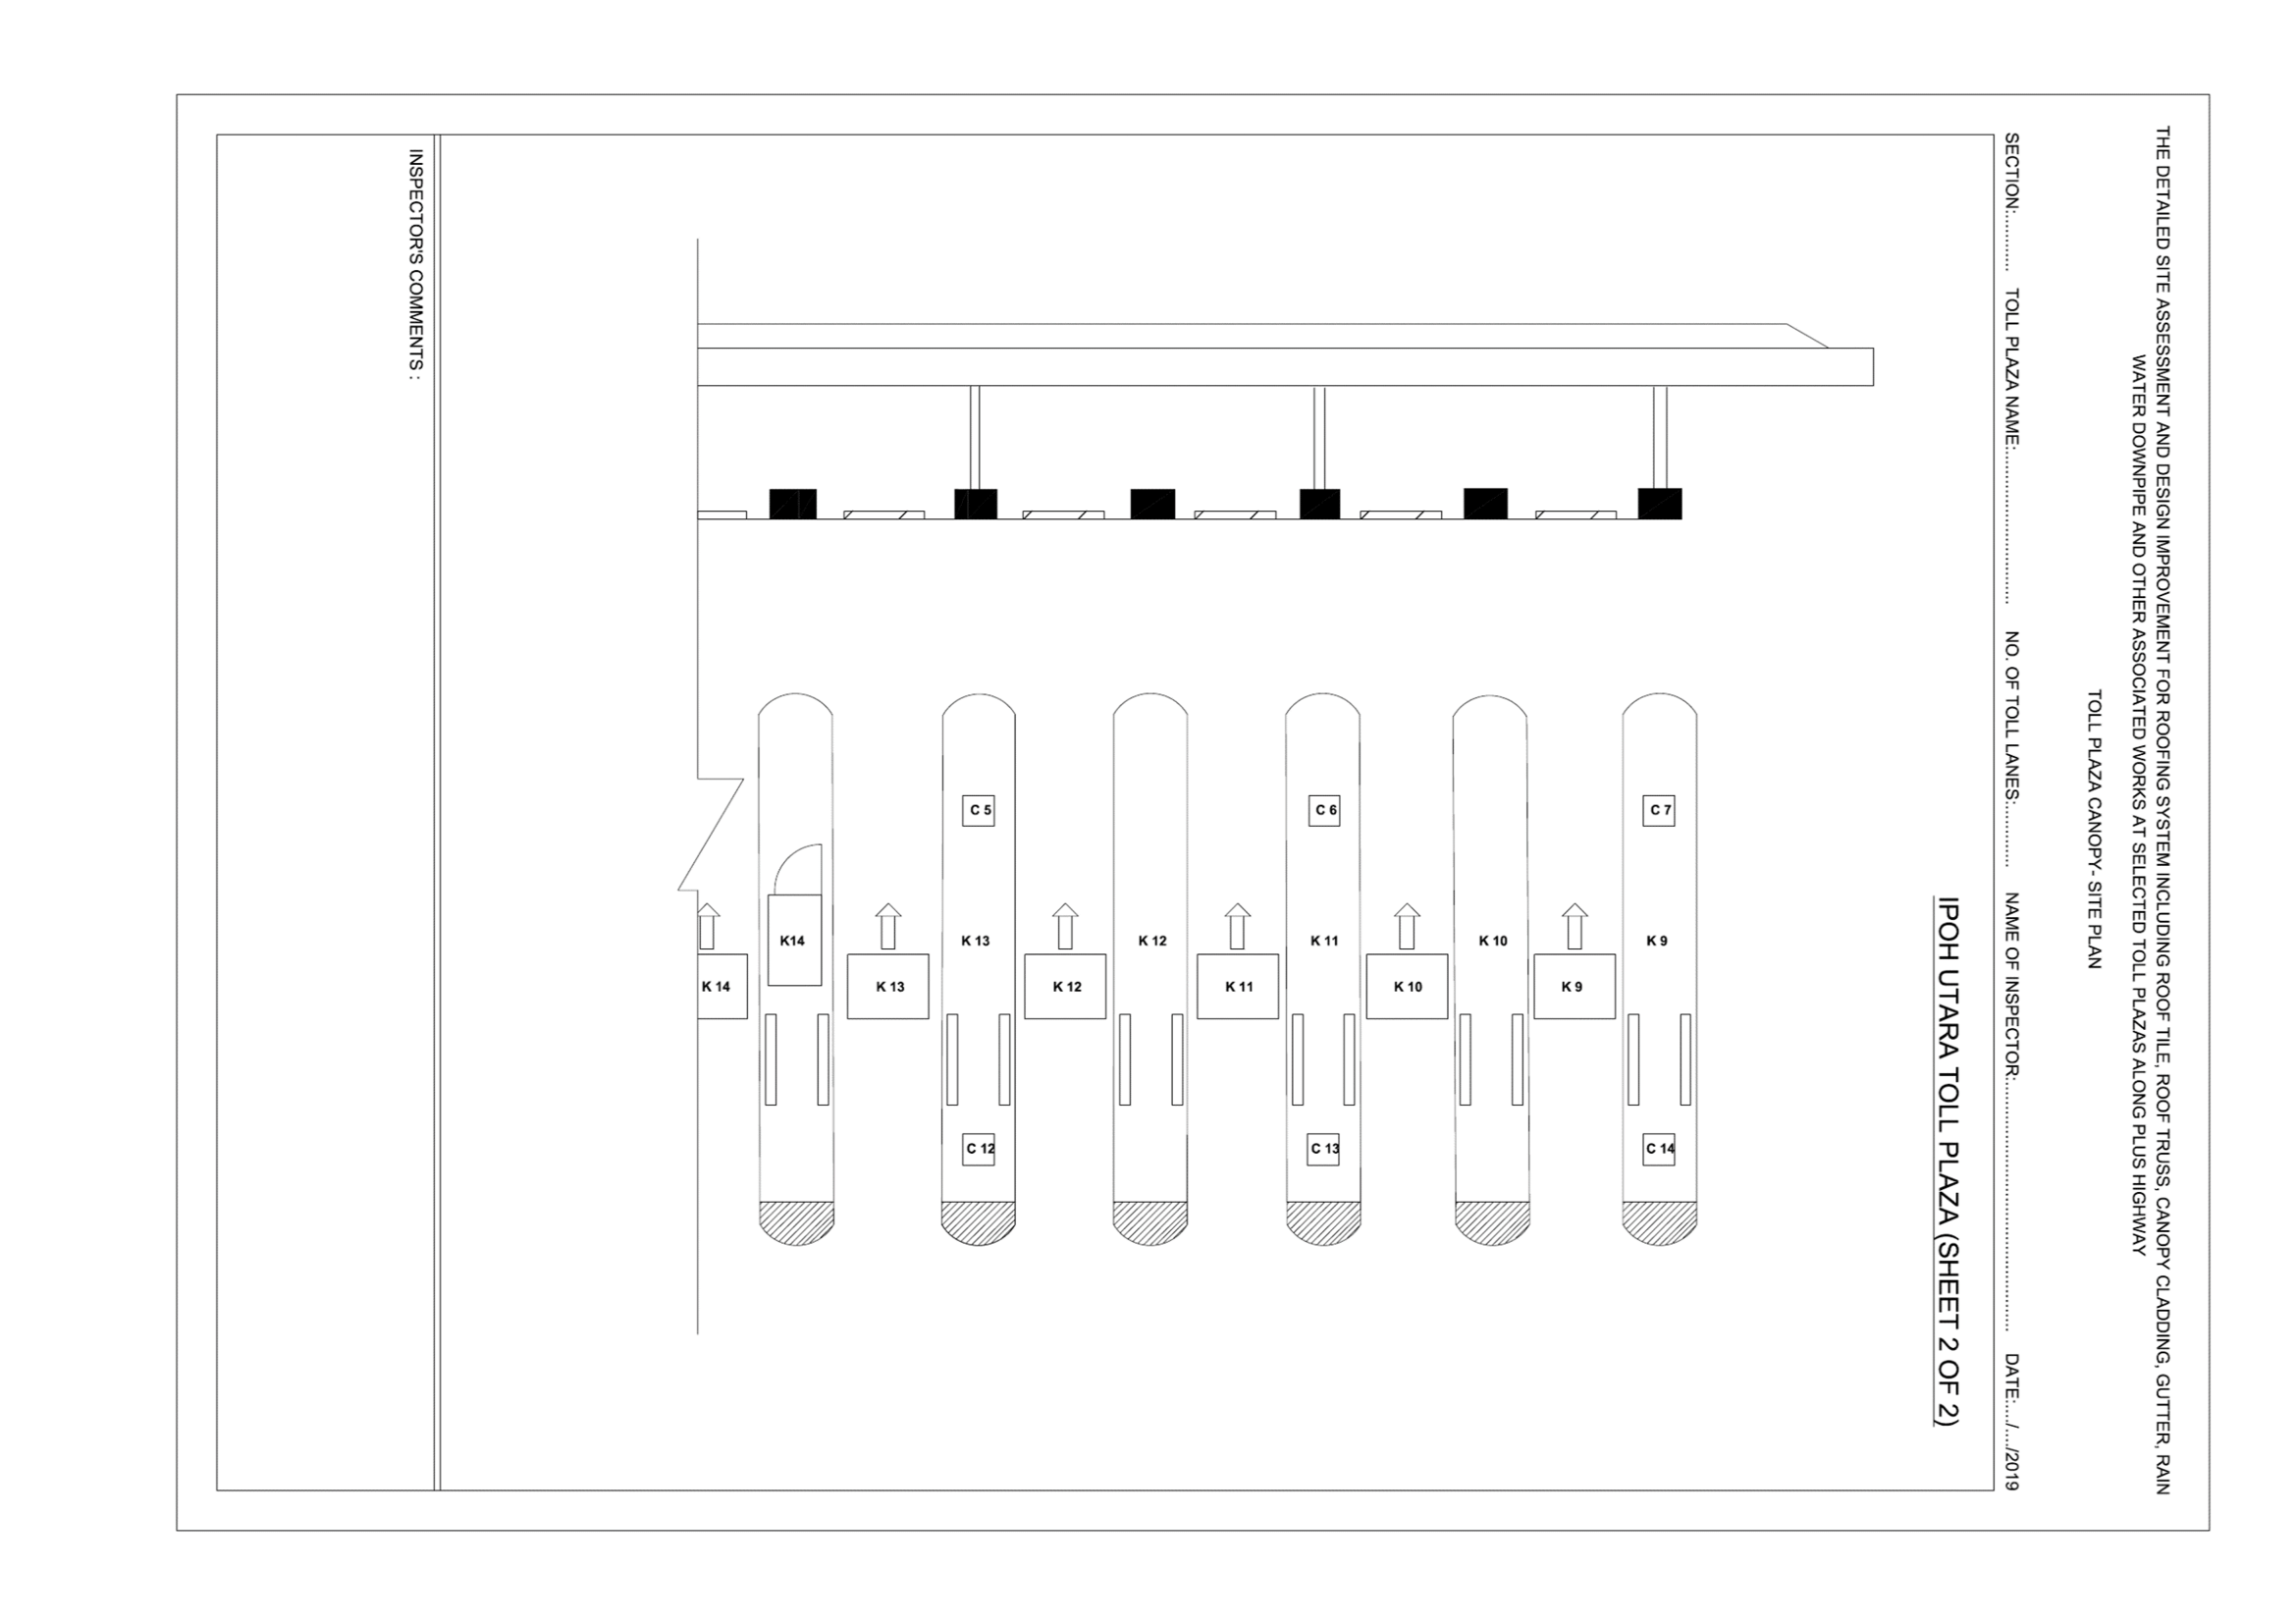 THE DETAILED SITE ASSESSMENT AND DESIGN IMPROVEMENT FOR ROOFING SYSTEM INCLUDING ROOF TILE, ROOF TRUSS, CANOPY CLADDING, GUTTER, RAIN
WATER DOWNPIPE AND OTHER ASSOCIATED WORKS AT SELECTED TOLL PLAZAS ALONG PLUS HIGHWAY
TOLL PLAZA CANOPY- SITE PLAN
SECTION:........... TOLL PLAZA NAME:.............................. NO. OF TOLL LANES:............ NAME OF INSPECTOR:................................................ DATE:..../..../2019
IPOH UTARA TOLL PLAZA (SHEET 2 OF 2)
C 5
C 6
C 7
K14
K 13
K 12
K 11
K 10
K 9
K 14
K 13
K 12
K 11
K 10
K 9
C 12
C 13
C 14
INSPECTOR'S COMMENTS :